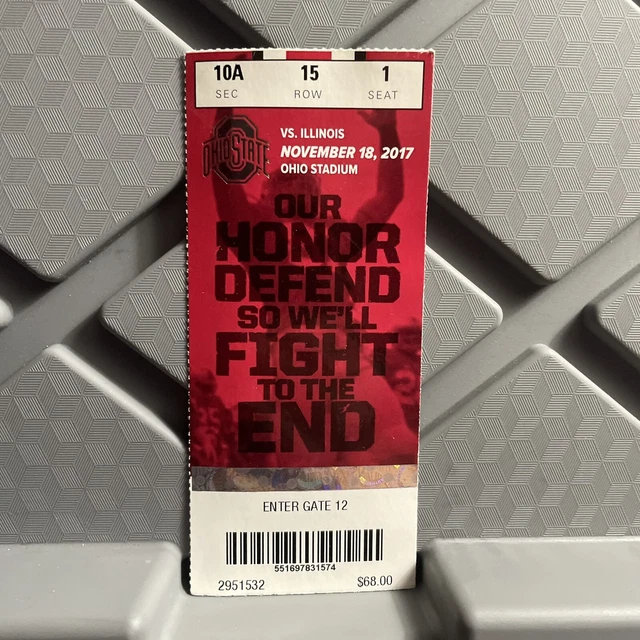 10A 15 1
SEC ROW SEAT
OHIO STATE
VS. ILLINOIS
NOVEMBER 18, 2017
OHIO STADIUM
OUR
HONOR
DEFEND
SO WE'LL
FIGHT
TO THE
END
ENTER GATE 12
551697831574
2951532 $68.00